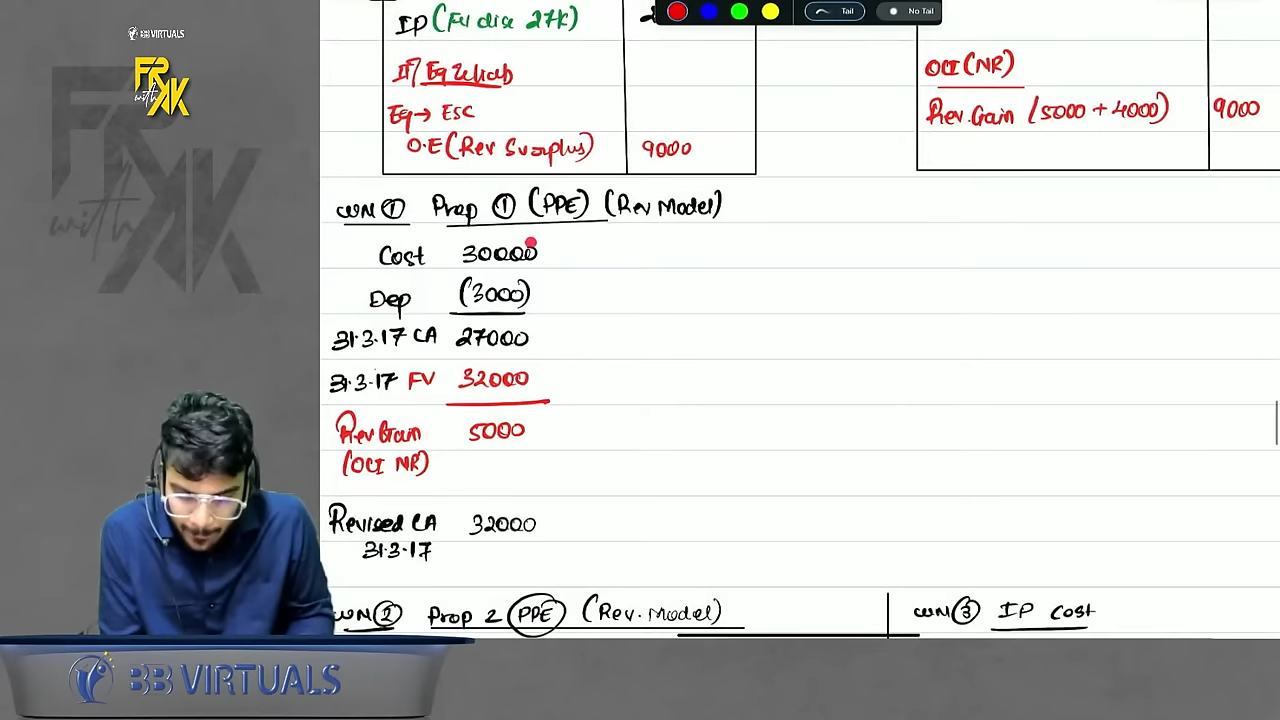 BB VIRTUALS
FR
with
KK
Tail
No Tail
IP (FV disc 27K)
If Eq & Liab
Eq → ESC
O.E (Rev Surplus) 9000
OCI (NR)
Rev. Gain (5000 + 4000) 9000
WN ① Prop ① (PPE) (Rev Model)
Cost 30000
Dep (3000)
31.3.17 CA 27000
31.3.17 FV 32000
Rev Gain 5000
(OCI NR)
Revised CA 32000
31.3.17
WN ② Prop 2 PPE (Rev. Model)
WN ③ IP Cost
BB VIRTUALS